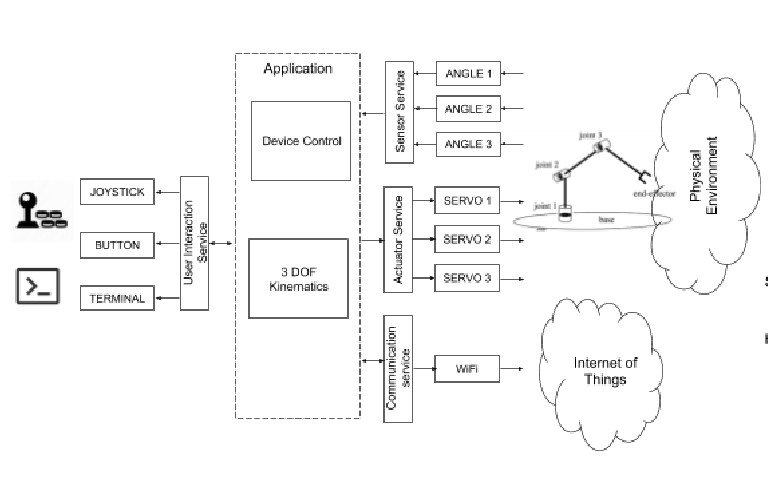 Application
Device Control
3 DOF
Kinematics
JOYSTICK
BUTTON
TERMINAL
>_
User Interaction
Service
Sensor Service
ANGLE 1
ANGLE 2
ANGLE 3
Actuator Service
SERVO 1
SERVO 2
SERVO 3
Communication
service
WiFi
joint 3
joint 2
joint 1
end-effector
base
Physical
Environment
Internet of
Things